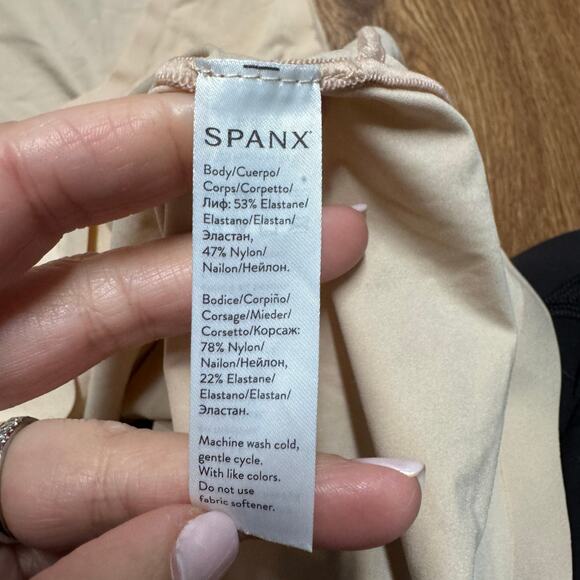 SPANX
Body/Cuerpo/
Corps/Corpetto/
Лиф: 53% Elastane/
Elastano/Elastan/
Эластан,
47% Nylon/
Nailon/Нейлон.
Bodice/Corpiño/
Corsage/Mieder/
Corsetto/Корсаж:
78% Nylon/
Nailon/Нейлон,
22% Elastane/
Elastano/Elastan/
Эластан.
Machine wash cold,
gentle cycle.
With like colors.
Do not use
fabric softener.